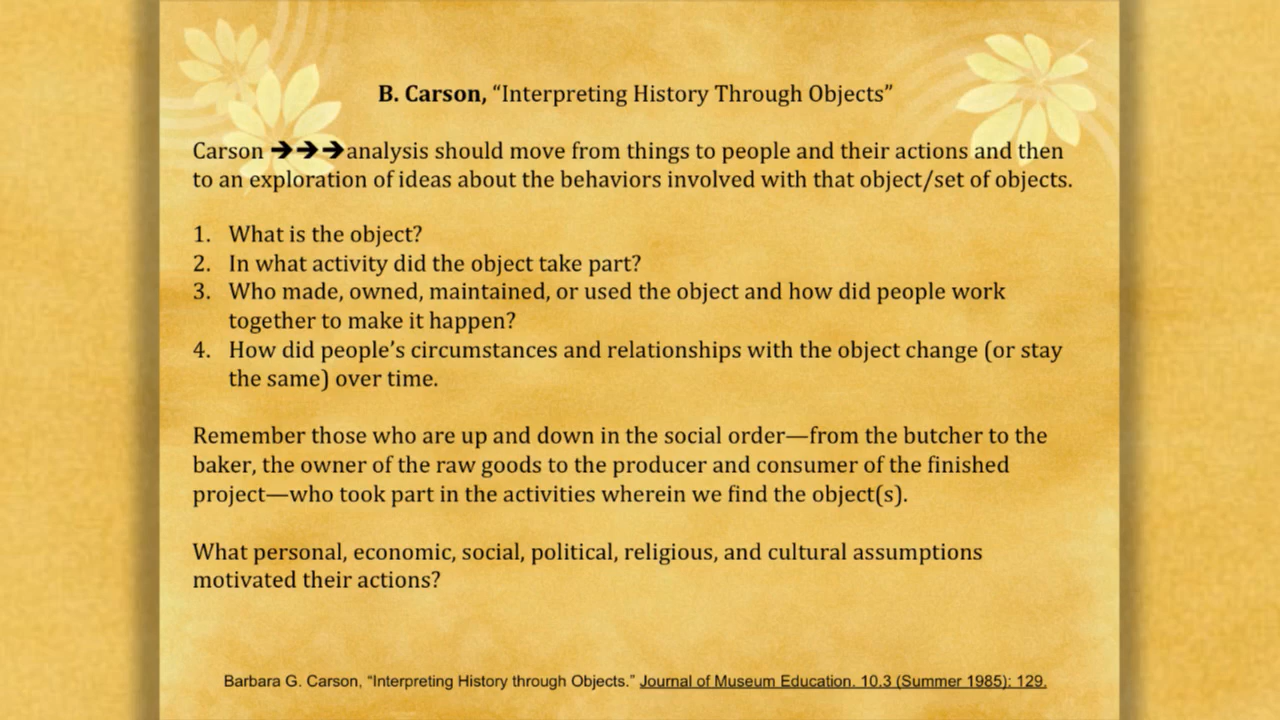 B. Carson, “Interpreting History Through Objects”
Carson ➔➔➔analysis should move from things to people and their actions and then
to an exploration of ideas about the behaviors involved with that object/set of objects.
1. What is the object?
2. In what activity did the object take part?
3. Who made, owned, maintained, or used the object and how did people work
together to make it happen?
4. How did people’s circumstances and relationships with the object change (or stay
the same) over time.
Remember those who are up and down in the social order—from the butcher to the
baker, the owner of the raw goods to the producer and consumer of the finished
project—who took part in the activities wherein we find the object(s).
What personal, economic, social, political, religious, and cultural assumptions
motivated their actions?
Barbara G. Carson, “Interpreting History through Objects.” Journal of Museum Education. 10.3 (Summer 1985): 129.